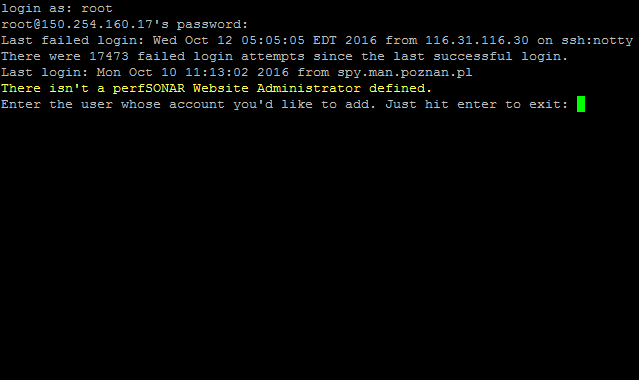 login as: root
root@150.254.160.17's password:
Last failed login: Wed Oct 12 05:05:05 EDT 2016 from 116.31.116.30 on ssh:notty
There were 17473 failed login attempts since the last successful login.
Last login: Mon Oct 10 11:13:02 2016 from spy.man.poznan.pl
There isn't a perfSONAR Website Administrator defined.
Enter the user whose account you'd like to add. Just hit enter to exit: